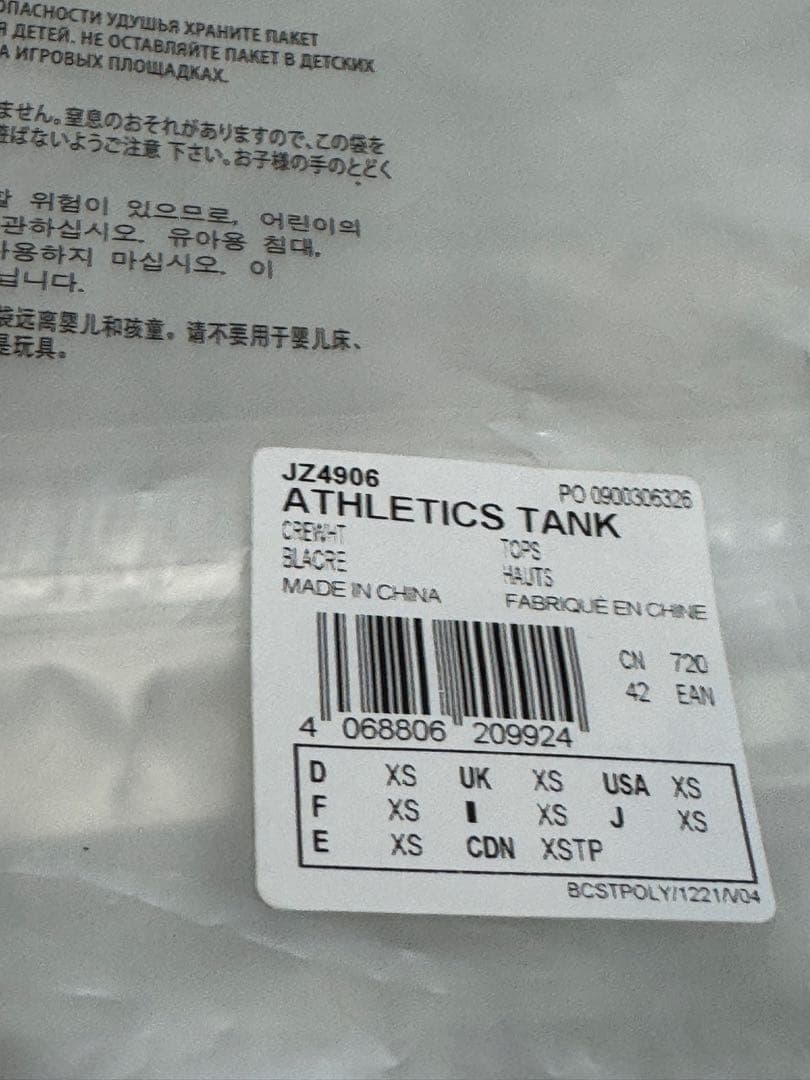 ОПАСНОСТИ УДУШЬЯ ХРАНИТЕ ПАКЕТ
Я ДЕТЕЙ. НЕ ОСТАВЛЯЙТЕ ПАКЕТ В ДЕТСКИХ
А ИГРОВЫХ ПЛОЩАДКАХ.
ません。窒息のおそれがありますので、この袋を
遊ばないようご注意 下さい。お子様の手のとどく
할 위험이 있으므로, 어린이의
관하십시오. 유아용 침대,
사용하지 마십시오. 이
닙니다.
袋远离婴儿和孩童。请不要用于婴儿床、
是玩具。
JZ4906
PO 0900306326
ATHLETICS TANK
CREWHT TOPS
BLACRE HAUTS
MADE IN CHINA FABRIQUÉ EN CHINE
CN 720
42 EAN
4 068806 209924
D XS UK XS USA XS
F XS I XS J XS
E XS CDN XSTP
BCSTPOLY/1221/V04